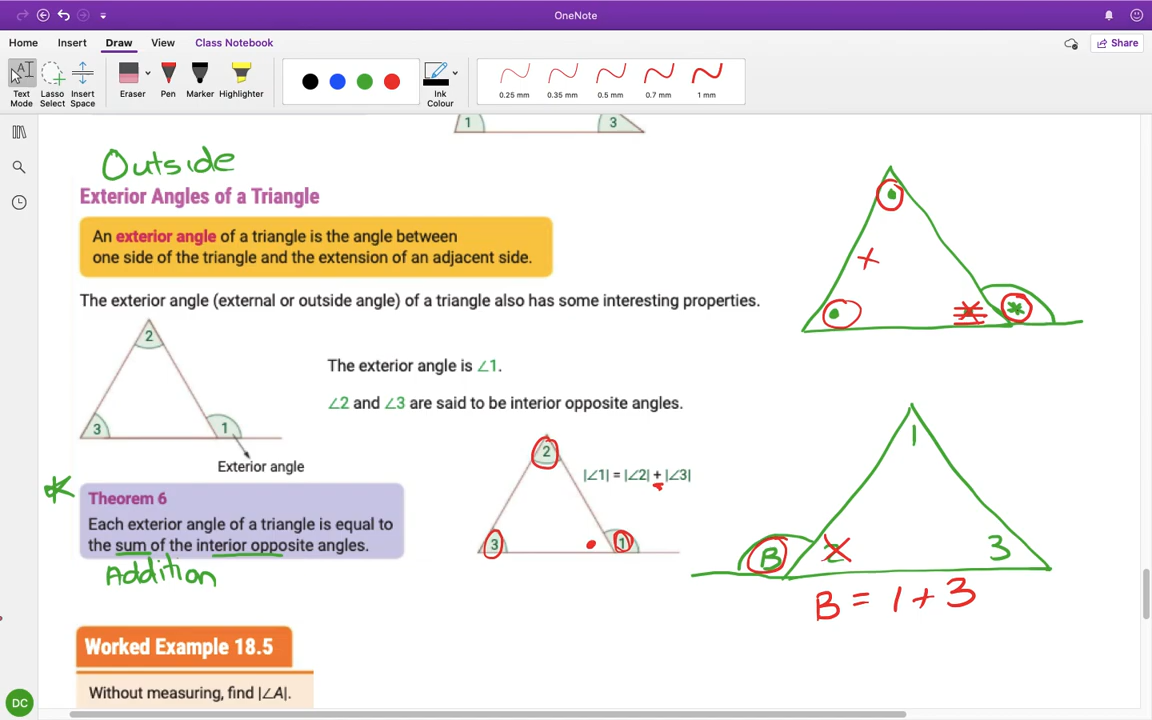 OneNote
Home Insert Draw View Class Notebook
Share
Text Mode
Lasso Select
Insert Space
Eraser
Pen
Marker
Highlighter
Ink Colour
0.25 mm 0.35 mm 0.5 mm 0.7 mm 1 mm
1 3
Outside
Exterior Angles of a Triangle
An exterior angle of a triangle is the angle between
one side of the triangle and the extension of an adjacent side.
The exterior angle (external or outside angle) of a triangle also has some interesting properties.
2
3 1
Exterior angle
The exterior angle is ∠1.
∠2 and ∠3 are said to be interior opposite angles.
2
3 1
|∠1| = |∠2| + |∠3|
Theorem 6
Each exterior angle of a triangle is equal to
the sum of the interior opposite angles.
Addition
+
1
B 3
B = 1 + 3
Worked Example 18.5
Without measuring, find |∠A|.
DC